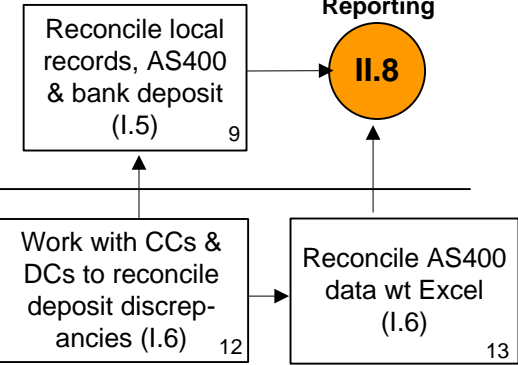 Reporting
Reconcile local
records, AS400
& bank deposit
(I.5)
9
II.8
Work with CCs &
DCs to reconcile
deposit discrep-
ancies (I.6)
12
Reconcile AS400
data wt Excel
(I.6)
13